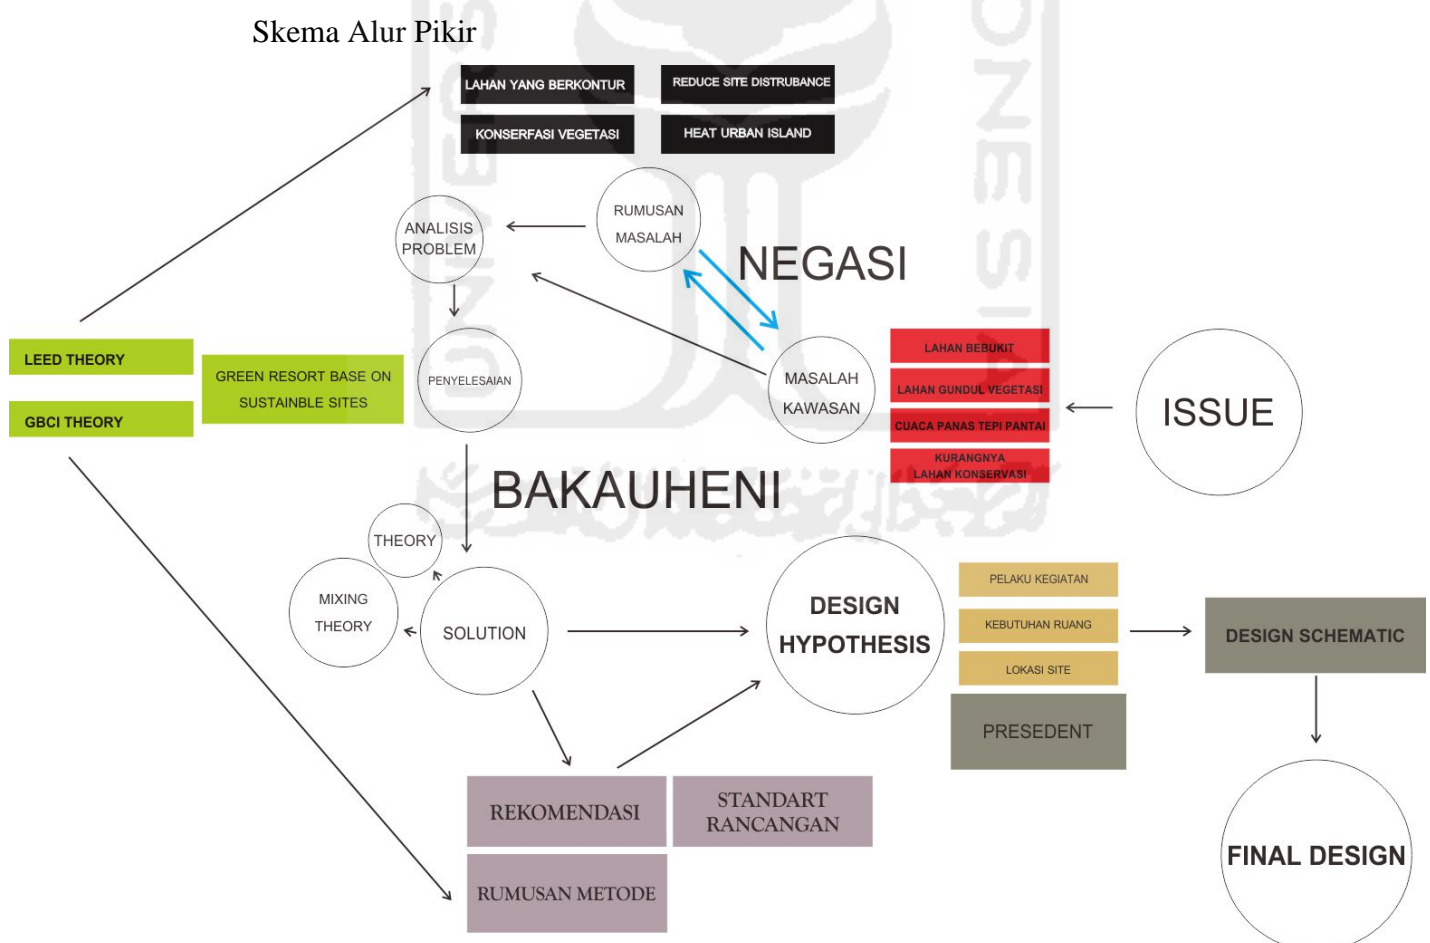 Skema Alur Pikir
LAHAN YANG BERKONTUR
REDUCE SITE DISTRUBANCE
KONSERFASI VEGETASI
HEAT URBAN ISLAND
RUMUSAN
MASALAH
ANALISIS
PROBLEM
NEGASI
LEED THEORY
GBCI THEORY
GREEN RESORT BASE ON
SUSTAINBLE SITES
PENYELESAIAN
MASALAH
KAWASAN
LAHAN BEBUKIT
LAHAN GUNDUL VEGETASI
CUACA PANAS TEPI PANTAI
KURANGNYA
LAHAN KONSERVASI
ISSUE
BAKAUHENI
THEORY
MIXING
THEORY
SOLUTION
DESIGN
HYPOTHESIS
PELAKU KEGIATAN
KEBUTUHAN RUANG
LOKASI SITE
PRESEDENT
DESIGN SCHEMATIC
REKOMENDASI
STANDART
RANCANGAN
RUMUSAN METODE
FINAL DESIGN